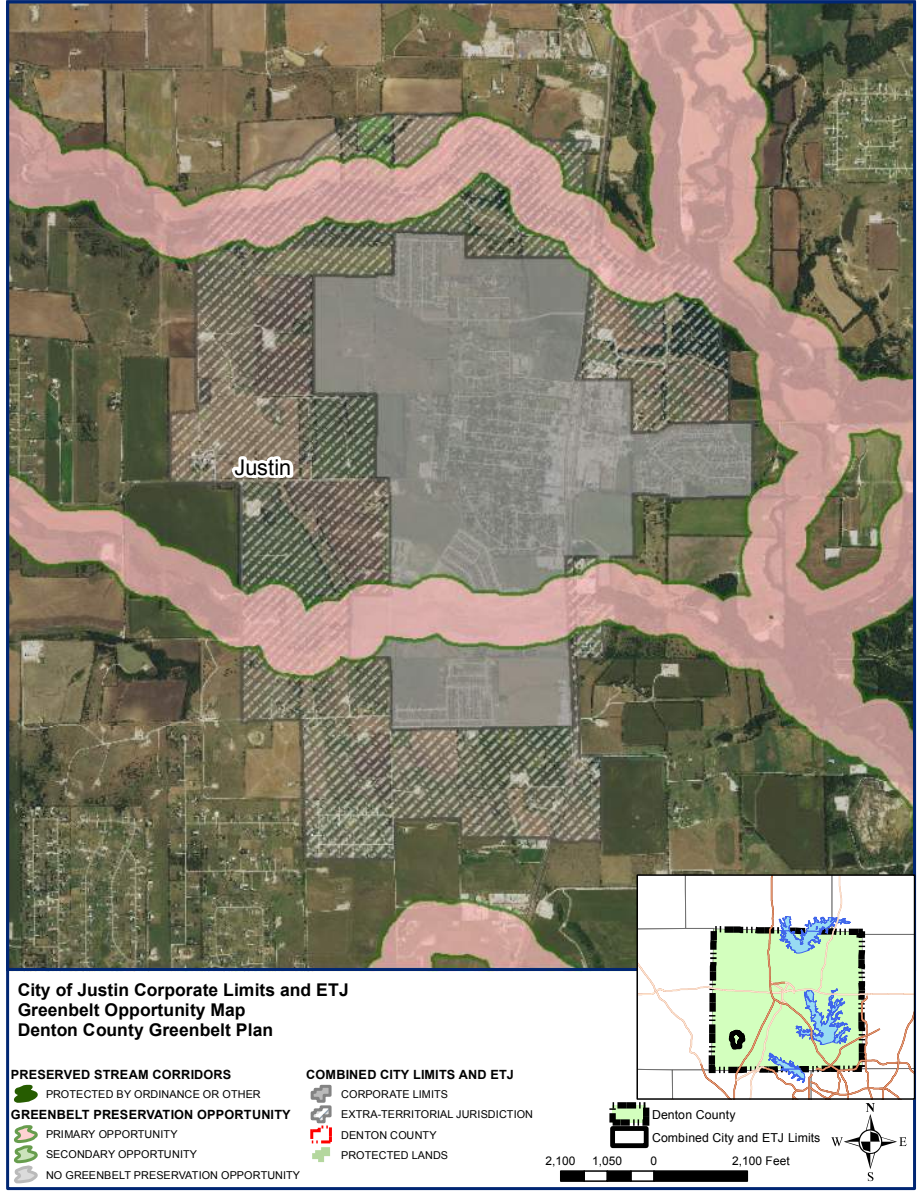 Justin
City of Justin Corporate Limits and ETJ
Greenbelt Opportunity Map
Denton County Greenbelt Plan
PRESERVED STREAM CORRIDORS
PROTECTED BY ORDINANCE OR OTHER
GREENBELT PRESERVATION OPPORTUNITY
PRIMARY OPPORTUNITY
SECONDARY OPPORTUNITY
NO GREENBELT PRESERVATION OPPORTUNITY
COMBINED CITY LIMITS AND ETJ
CORPORATE LIMITS
EXTRA-TERRITORIAL JURISDICTION
DENTON COUNTY
PROTECTED LANDS
Denton County
Combined City and ETJ Limits
N
W E
S
2,100 1,050 0 2,100 Feet